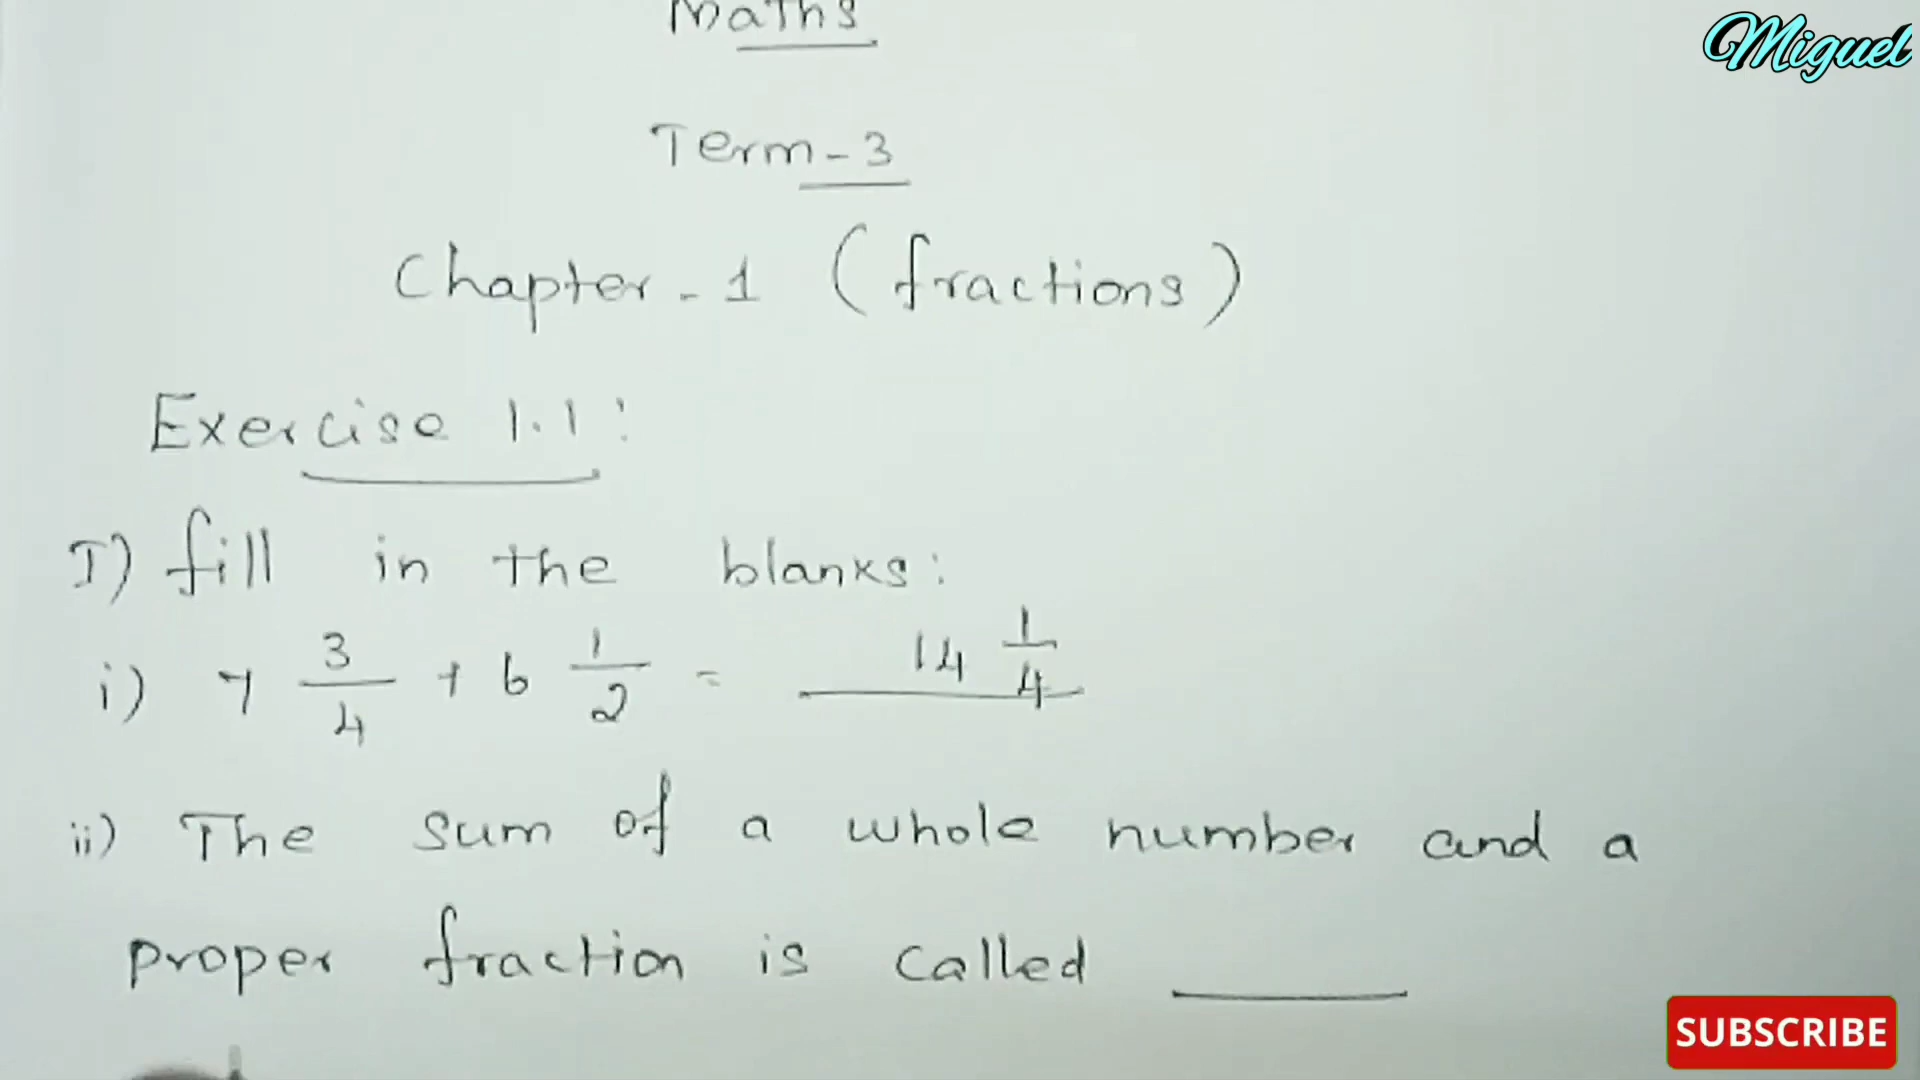 Maths
Miguel
Term-3
Chapter-1 (fractions)
Exercise 1.1:
I) fill in the blanks:
i) 7 3/4 + 6 1/2 = 14 1/4
ii) The sum of a whole number and a
proper fraction is called ____
SUBSCRIBE